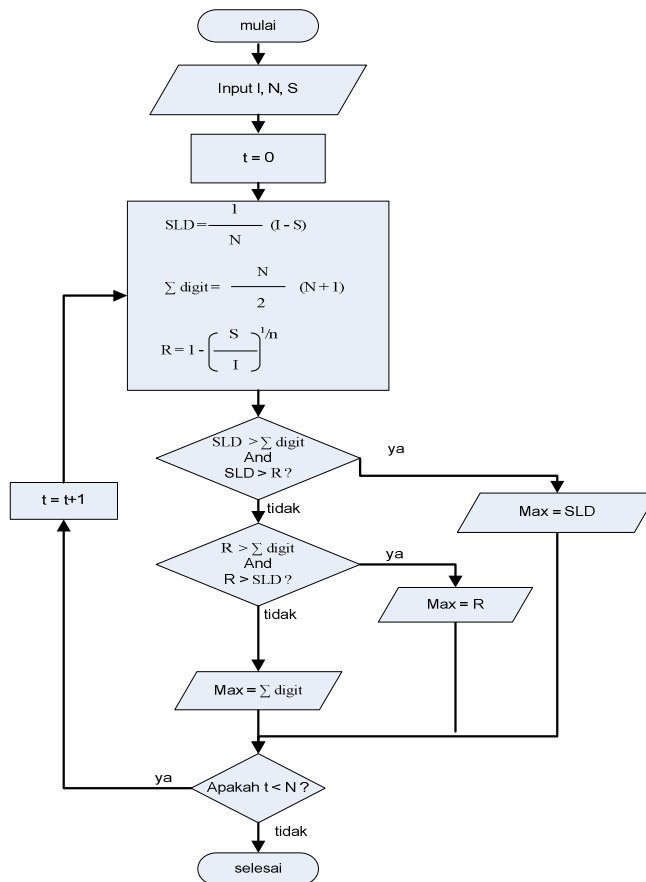 mulai
Input I, N, S
t = 0
SLD = 1/N (I - S)
∑ digit = N/2 (N + 1)
R = 1 - (S/I)^1/n
SLD > ∑ digit
And
SLD > R ?
ya
tidak
Max = SLD
t = t+1
R > ∑ digit
And
R > SLD ?
ya
tidak
Max = R
Max = ∑ digit
Apakah t < N ?
ya
tidak
selesai